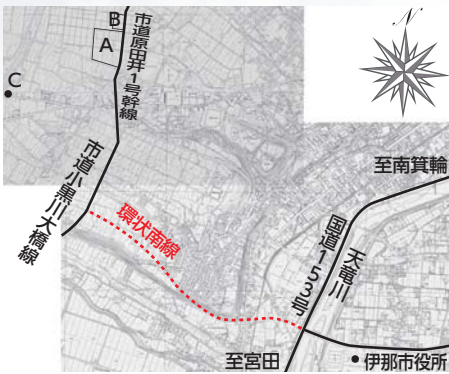 N
B
A
C
市道原田井1号幹線
市道小黒川大橋線
環状南線
至南箕輪
国道153号
天竜川
至宮田
伊那市役所